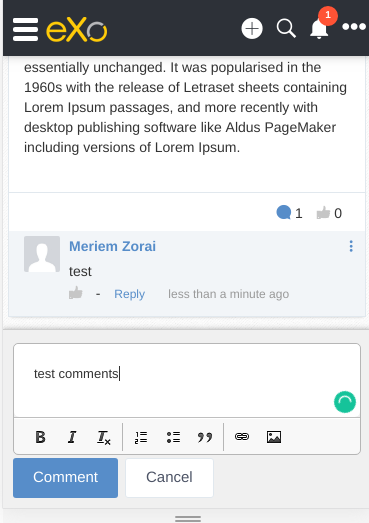 eXo
1
essentially unchanged. It was popularised in the
1960s with the release of Letraset sheets containing
Lorem Ipsum passages, and more recently with
desktop publishing software like Aldus PageMaker
including versions of Lorem Ipsum.
1 0
Meriem Zorai
test
- Reply less than a minute ago
test comments
B I Tx
Comment Cancel